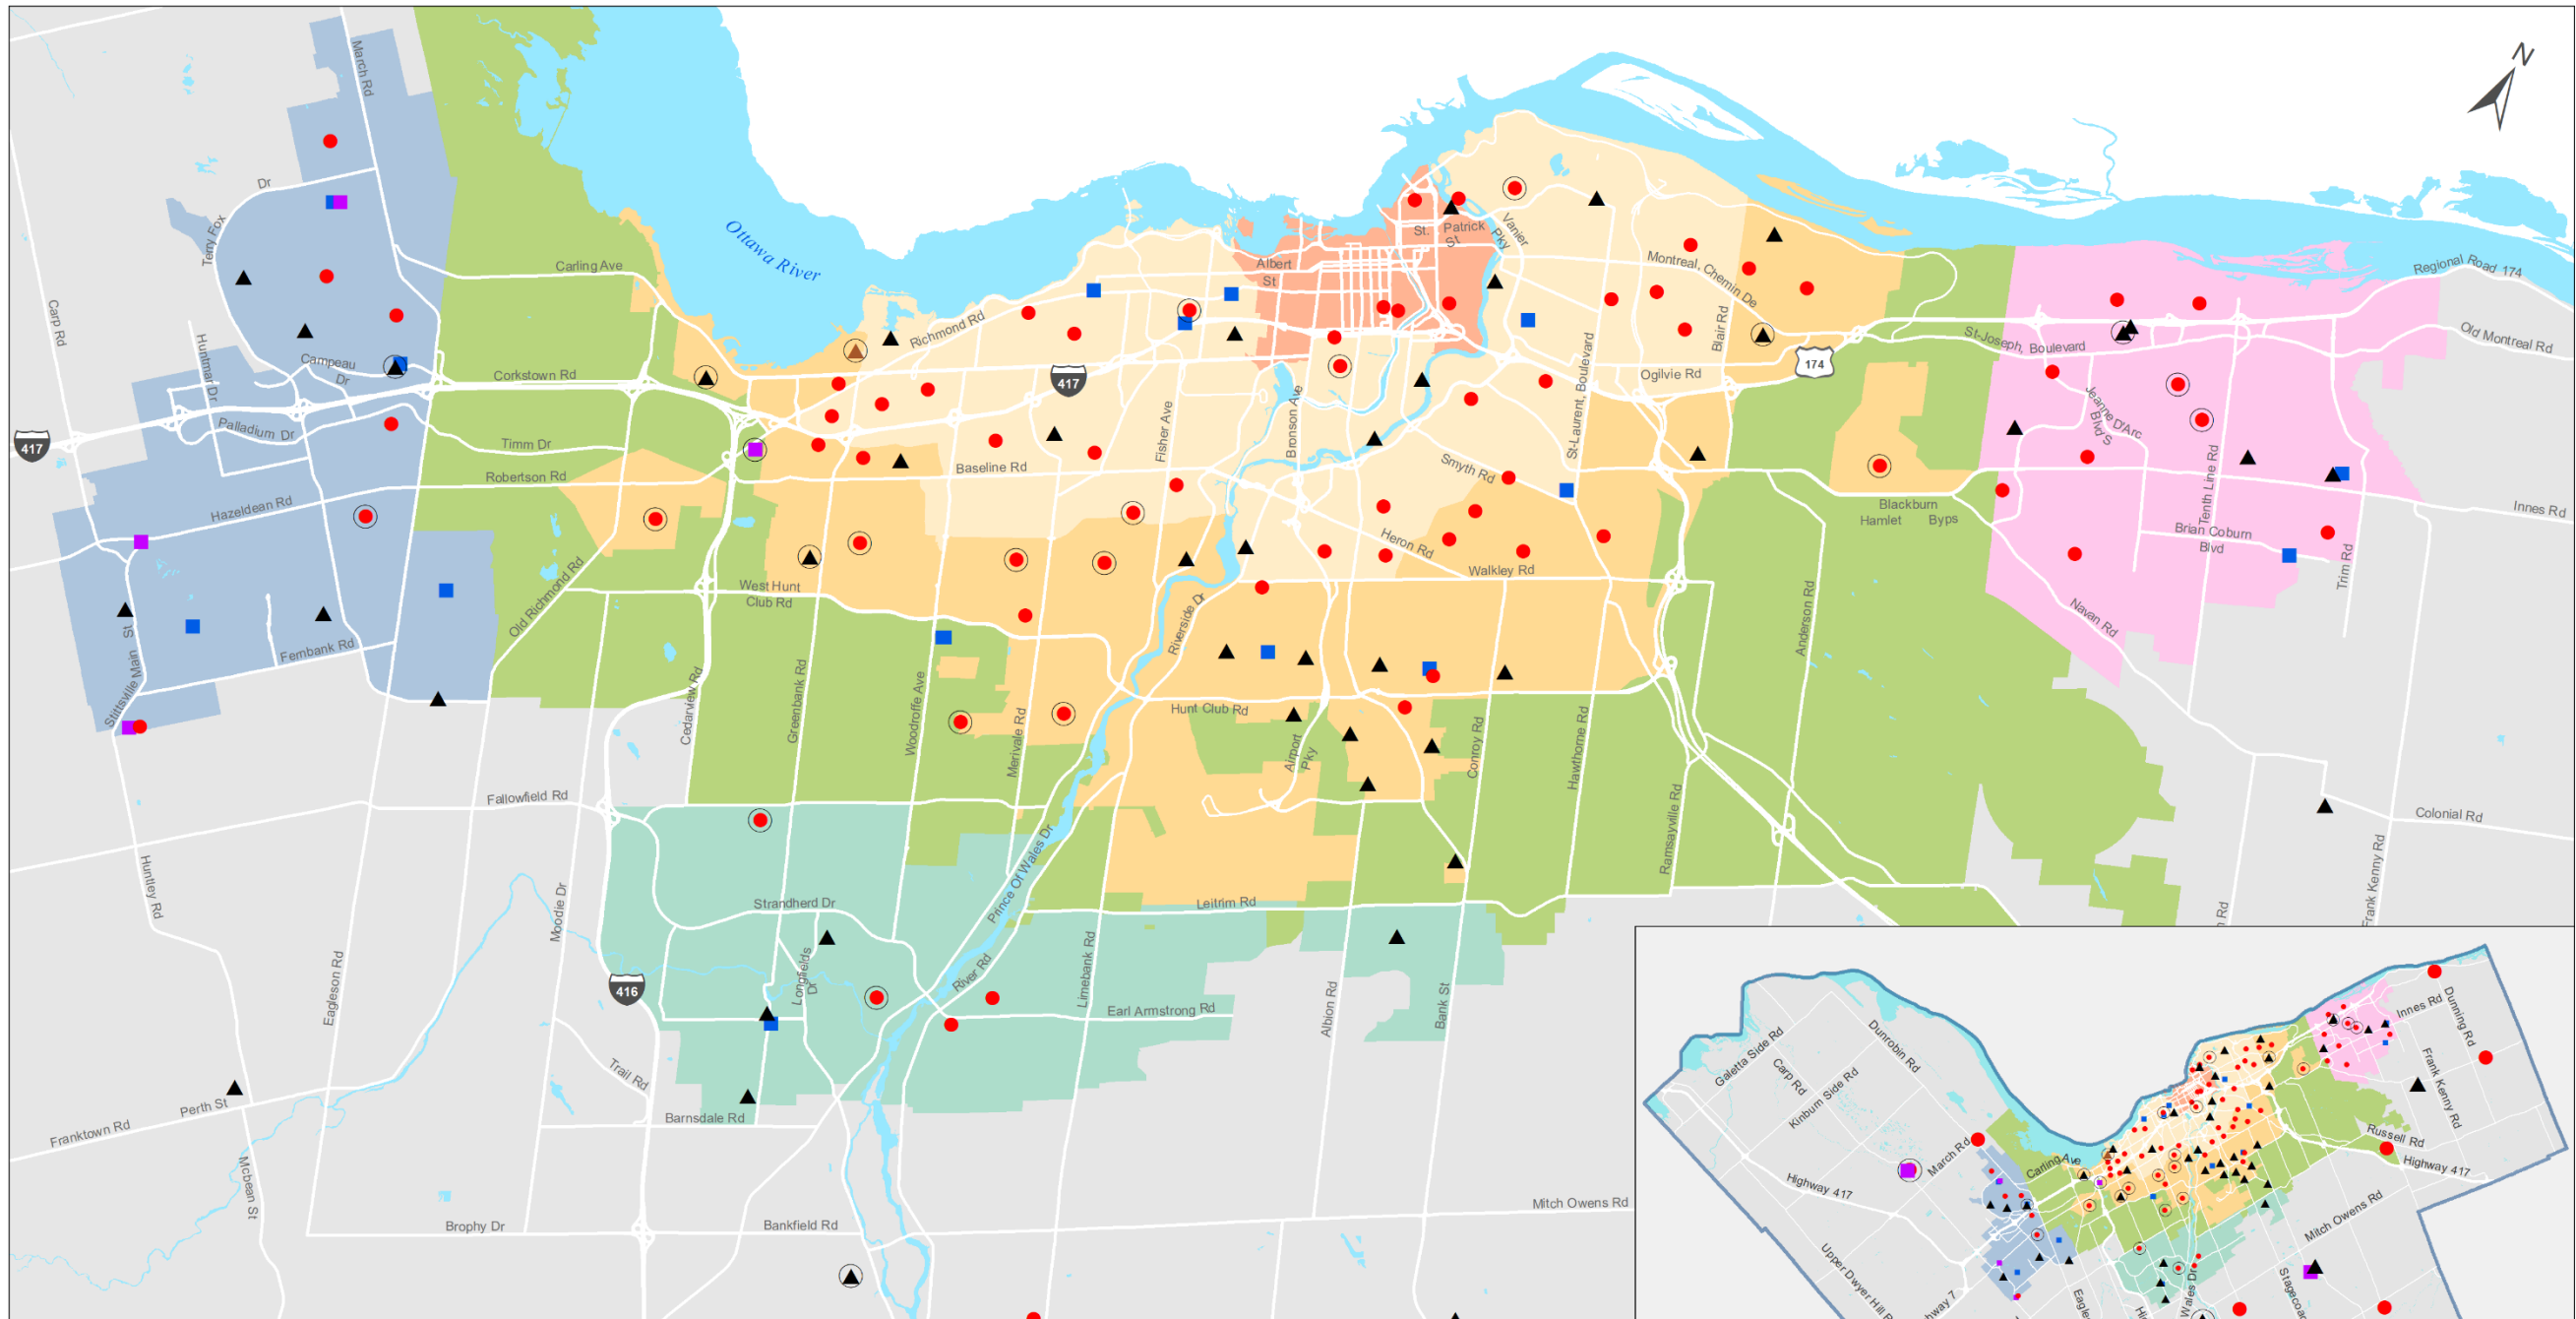 March Rd
N
Dr
Terry Fox
Ottawa River
Carling Ave
Carp Rd
Huntmar Dr
Campeau
Dr
Corkstown Rd
Palladium Dr
417
Timm Dr
Robertson Rd
Hazeldean Rd
Old Richmond Rd
Fernbank Rd
Stittsville Main St
Richmond Rd
417
Albert
St
St. Patrick
St
Vanier
Pky
Montreal, Chemin De
Blair Rd
174
Ogilvie Rd
St-Laurent, Boulevard
Bronson Ave
Fisher Ave
Baseline Rd
Smyth Rd
Heron Rd
Walkley Rd
Riverside Dr
West Hunt
Club Rd
Hunt Club Rd
Airport
Pky
Cedarview Rd
Greenbank Rd
Woodroffe Ave
Merivale Rd
Conroy Rd
Hawthorne Rd
Ramsayville Rd
Anderson Rd
Regional Road 174
Old Montreal Rd
St-Joseph, Boulevard
Jeanne D'Arc
Blvd S
Tenth Line Rd
Blackburn
Hamlet Byps
Innes Rd
Brian Coburn
Blvd
Trim Rd
Navan Rd
Colonial Rd
Frank Kenny Rd
n Rd
Fallowfield Rd
Huntley Rd
Moodie Dr
Eagleson Rd
Strandherd Dr
Prince Of Wales Dr
Longfields
Dr
River Rd
Leitrim Rd
Limebank Rd
Earl Armstrong Rd
Albion Rd
Bank St
416
Trail Rd
Barnsdale Rd
Perth St
Franktown Rd
Mcbean St
Brophy Dr
Bankfield Rd
Mitch Owens Rd
Galetta Side Rd
Carp Rd
Kinburn Side Rd
Dunrobin Rd
March Rd
Highway 417
Carling Ave
Upper Dwyer Hill R
hway 7
Eagle
Hi
Wales Dr
Stagecoa
Mitch Owens Rd
Highway 417
Russell Rd
Frank Kenny Rd
Innes Rd
Dunning Rd